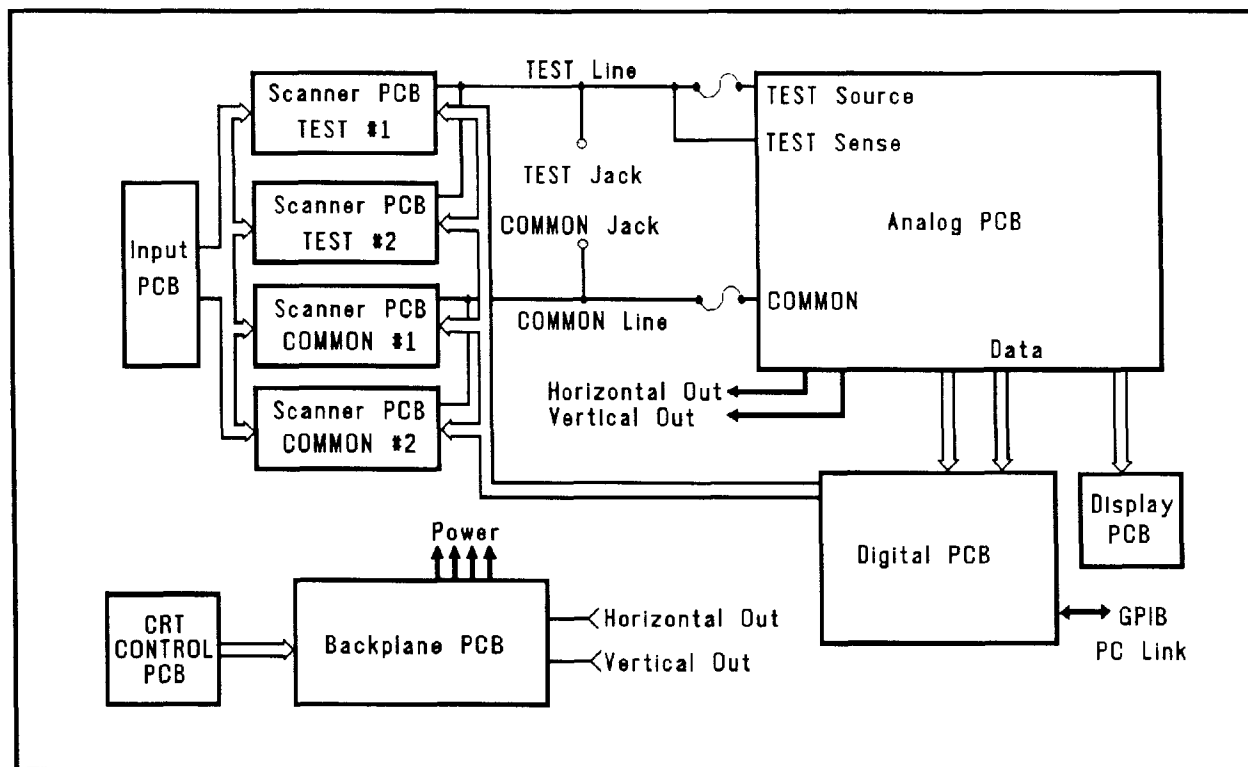 Scanner PCB
TEST #1
Scanner PCB
TEST #2
Scanner PCB
COMMON #1
Scanner PCB
COMMON #2
Input
PCB
TEST Line
TEST Jack
COMMON Jack
COMMON Line
TEST Source
TEST Sense
Analog PCB
COMMON
Data
Horizontal Out
Vertical Out
Digital PCB
Display
PCB
GPIB
PC Link
Power
CRT
CONTROL
PCB
Backplane PCB
Horizontal Out
Vertical Out